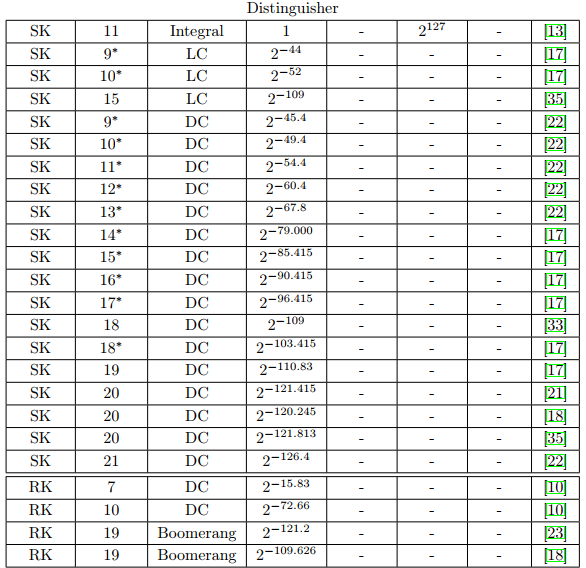 Distinguisher
SK 11 Integral 1 - 2^127 - [13]
SK 9* LC 2^−44 - - - [17]
SK 10* LC 2^−52 - - - [17]
SK 15 LC 2^−109 - - - [35]
SK 9* DC 2^−45.4 - - - [22]
SK 10* DC 2^−49.4 - - - [22]
SK 11* DC 2^−54.4 - - - [22]
SK 12* DC 2^−60.4 - - - [22]
SK 13* DC 2^−67.8 - - - [22]
SK 14* DC 2^−79.000 - - - [17]
SK 15* DC 2^−85.415 - - - [17]
SK 16* DC 2^−90.415 - - - [17]
SK 17* DC 2^−96.415 - - - [17]
SK 18 DC 2^−109 - - - [33]
SK 18* DC 2^−103.415 - - - [17]
SK 19 DC 2^−110.83 - - - [17]
SK 20 DC 2^−121.415 - - - [21]
SK 20 DC 2^−120.245 - - - [18]
SK 20 DC 2^−121.813 - - - [35]
SK 21 DC 2^−126.4 - - - [22]
RK 7 DC 2^−15.83 - - - [10]
RK 10 DC 2^−72.66 - - - [10]
RK 19 Boomerang 2^−121.2 - - - [23]
RK 19 Boomerang 2^−109.626 - - - [18]